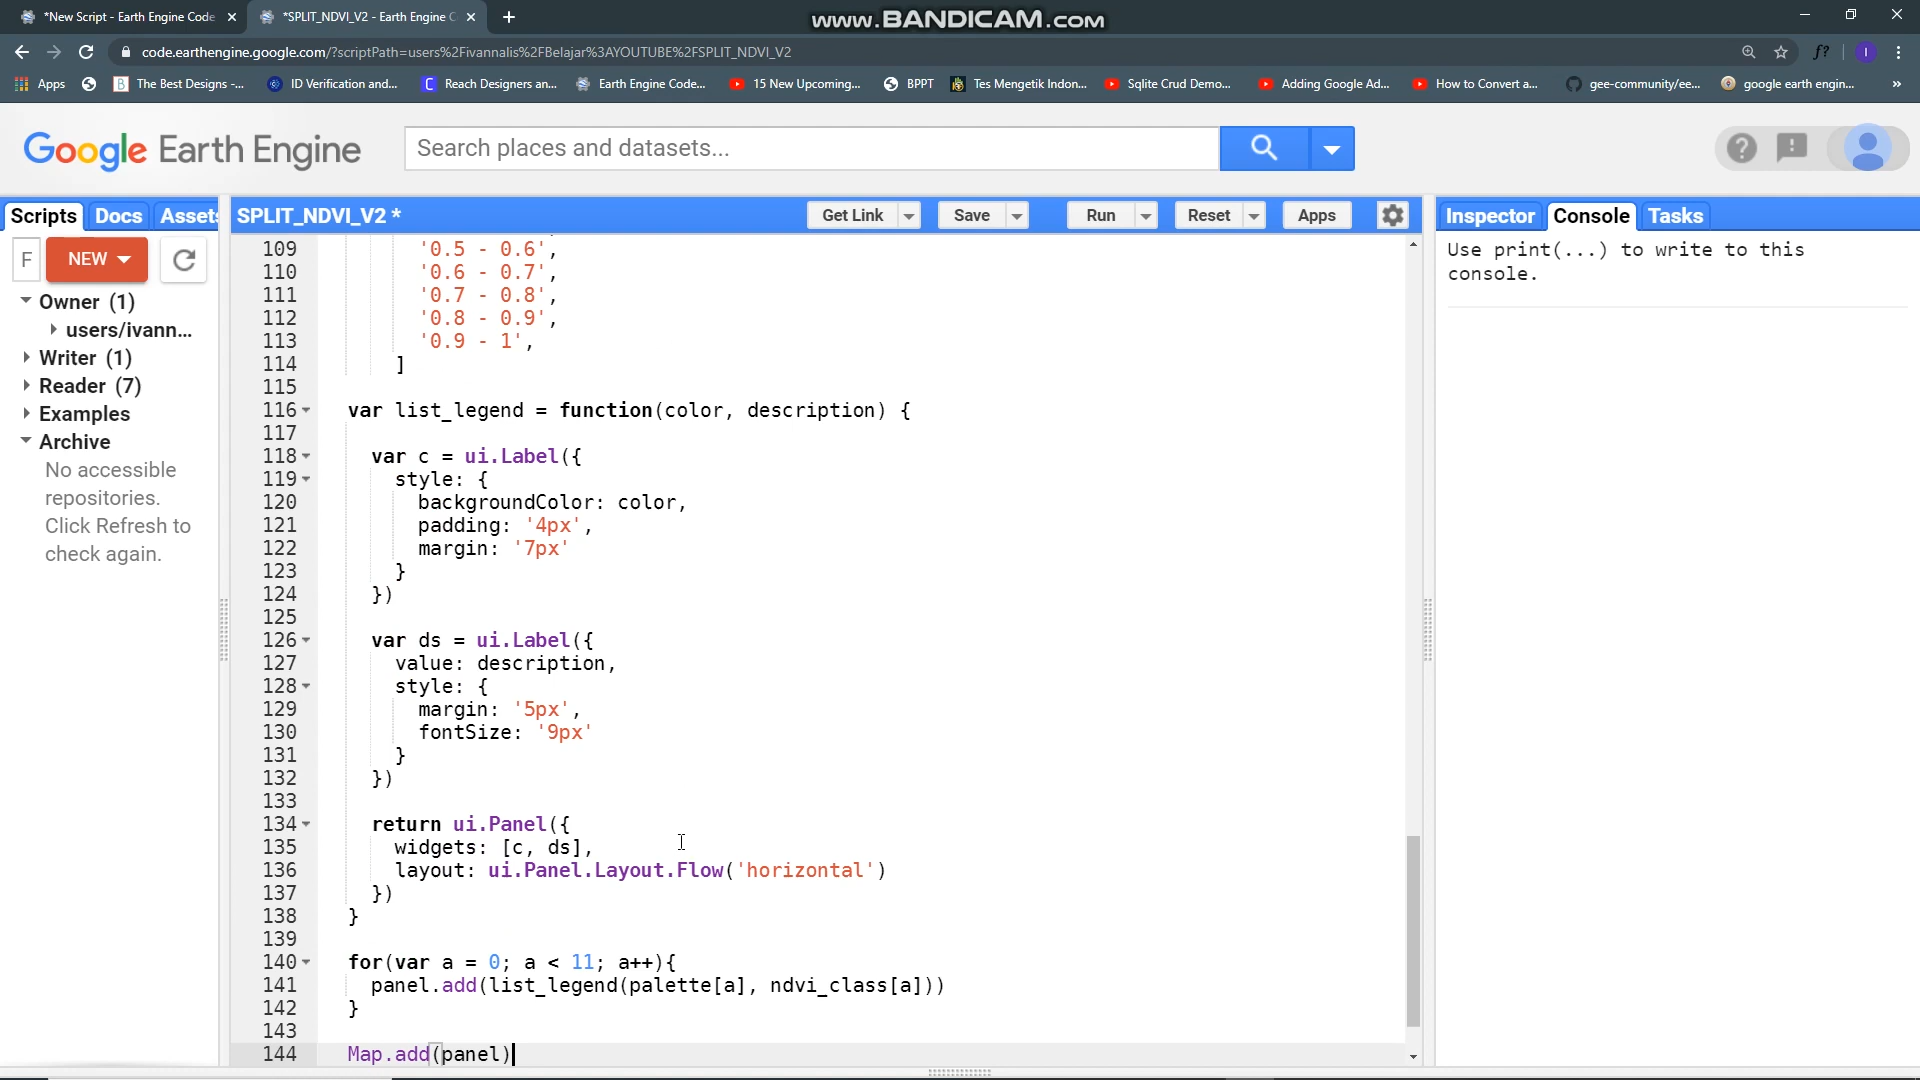 *New Script - Earth Engine Code
*SPLIT_NDVI_V2 - Earth Engine C
www.BANDICAM.com
code.earthengine.google.com/?scriptPath=users%2Fivannalis%2FBelajar%3AYOUTUBE%2FSPLIT_NDVI_V2
f?
I
Apps
The Best Designs -...
ID Verification and...
Reach Designers an...
Earth Engine Code...
15 New Upcoming...
BPPT
Tes Mengetik Indon...
Sqlite Crud Demo...
Adding Google Ad...
How to Convert a...
gee-community/ee...
google earth engin...
»
Google Earth Engine
Search places and datasets...
Scripts
Docs
Assets
SPLIT_NDVI_V2 *
Get Link
Save
Run
Reset
Apps
Inspector
Console
Tasks
F
NEW
Owner (1)
users/ivann...
Writer (1)
Reader (7)
Examples
Archive
No accessible
repositories.
Click Refresh to
check again.
109 '0.5 - 0.6',
110 '0.6 - 0.7',
111 '0.7 - 0.8',
112 '0.8 - 0.9',
113 '0.9 - 1',
114 ]
115
116 var list_legend = function(color, description) {
117
118 var c = ui.Label({
119 style: {
120 backgroundColor: color,
121 padding: '4px',
122 margin: '7px'
123 }
124 })
125
126 var ds = ui.Label({
127 value: description,
128 style: {
129 margin: '5px',
130 fontSize: '9px'
131 }
132 })
133
134 return ui.Panel({
135 widgets: [c, ds],
136 layout: ui.Panel.Layout.Flow('horizontal')
137 })
138 }
139
140 for(var a = 0; a < 11; a++){
141 panel.add(list_legend(palette[a], ndvi_class[a]))
142 }
143
144 Map.add(panel)
Use print(...) to write to this
console.